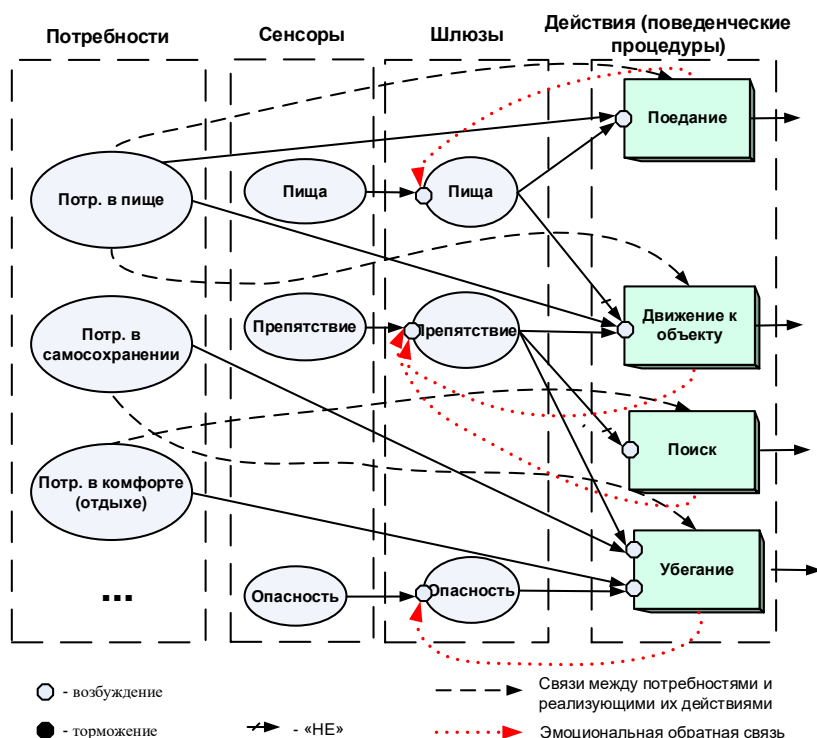 Потребности
Сенсоры
Шлюзы
Действия (поведенческие
процедуры)
Потр. в пище
Пища
Пища
Поедание
Потр. в
самосохранении
Препятствие
Препятствие
Движение к
объекту
Потр. в комфорте
(отдыхе)
Поиск
...
Опасность
Опасность
Убегание
- возбуждение
- торможение
- «НЕ»
Связи между потребностями и
реализующими их действиями
Эмоциональная обратная связь